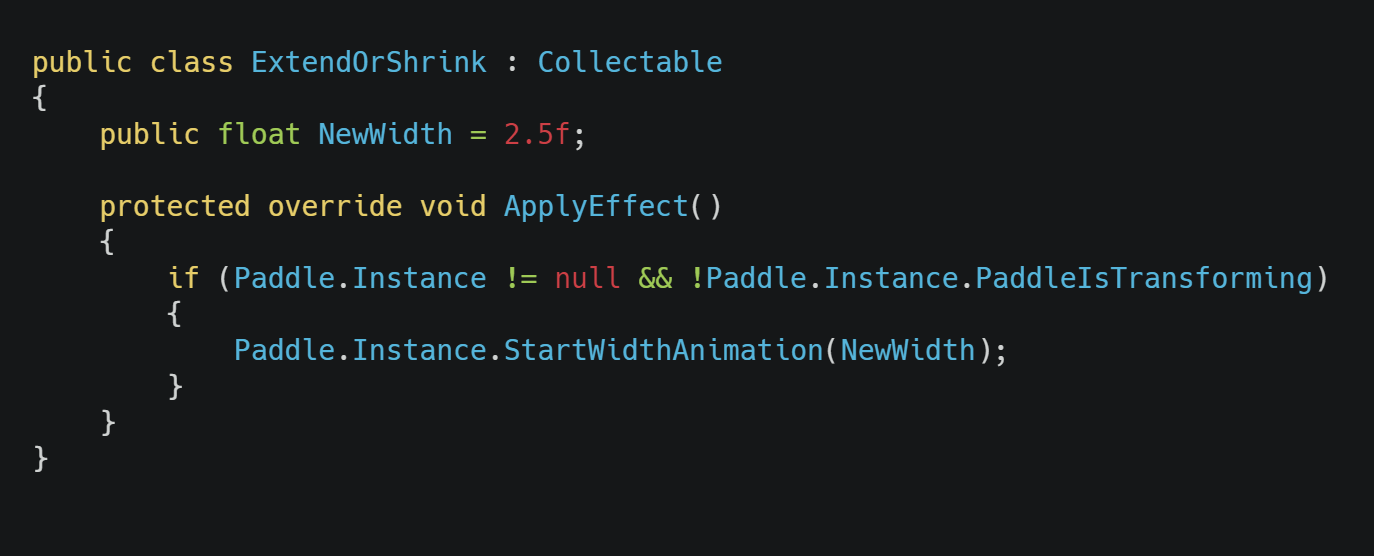 public class ExtendOrShrink : Collectable
{
    public float NewWidth = 2.5f;

    protected override void ApplyEffect()
    {
        if (Paddle.Instance != null && !Paddle.Instance.PaddleIsTransforming)
        {
            Paddle.Instance.StartWidthAnimation(NewWidth);
        }
    }
}